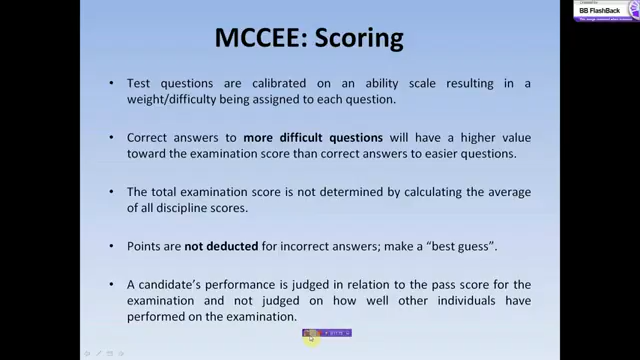 MCCEE: Scoring
BB FlashBack
• Test questions are calibrated on an ability scale resulting in a
weight/difficulty being assigned to each question.
• Correct answers to more difficult questions will have a higher value
toward the examination score than correct answers to easier questions.
• The total examination score is not determined by calculating the average
of all discipline scores.
• Points are not deducted for incorrect answers; make a “best guess”.
• A candidate’s performance is judged in relation to the pass score for the
examination and not judged on how well other individuals have
performed on the examination.